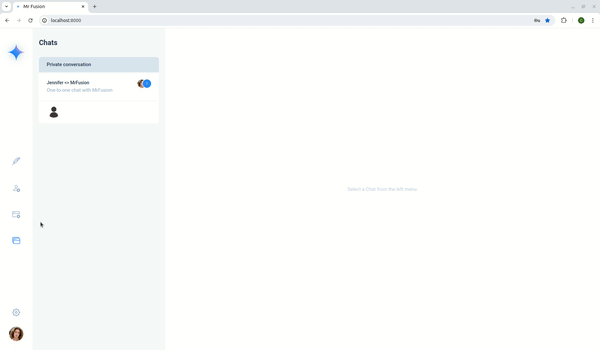 Mr Fusion
localhost:8080
Chats
Private conversation
Jennifer <> MrFusion
One-to-one chat with MrFusion
Select a Chat from the left menu